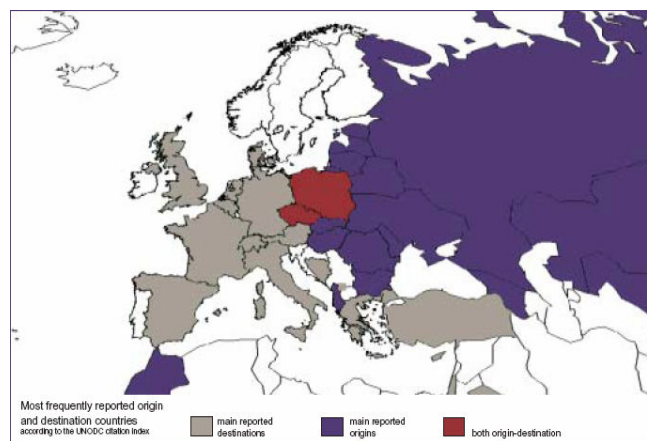 Most frequently reported origin
and destination countries
according to the UNODC citation index
main reported
destinations
main reported
origins
both origin-destination